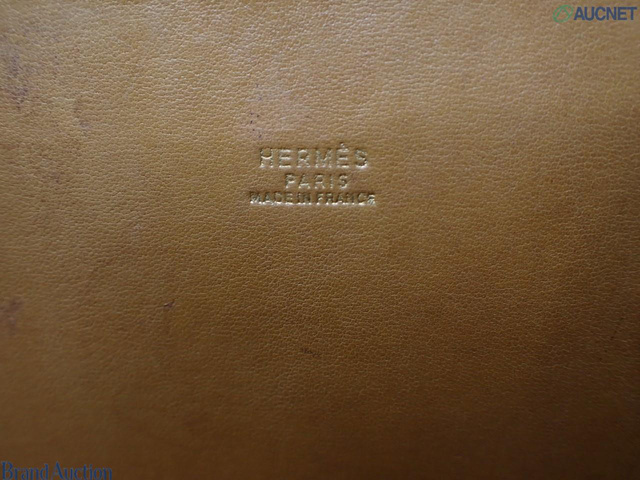 AUCNET
HERMÈS
PARIS
MADE IN FRANCE
Brand Auction